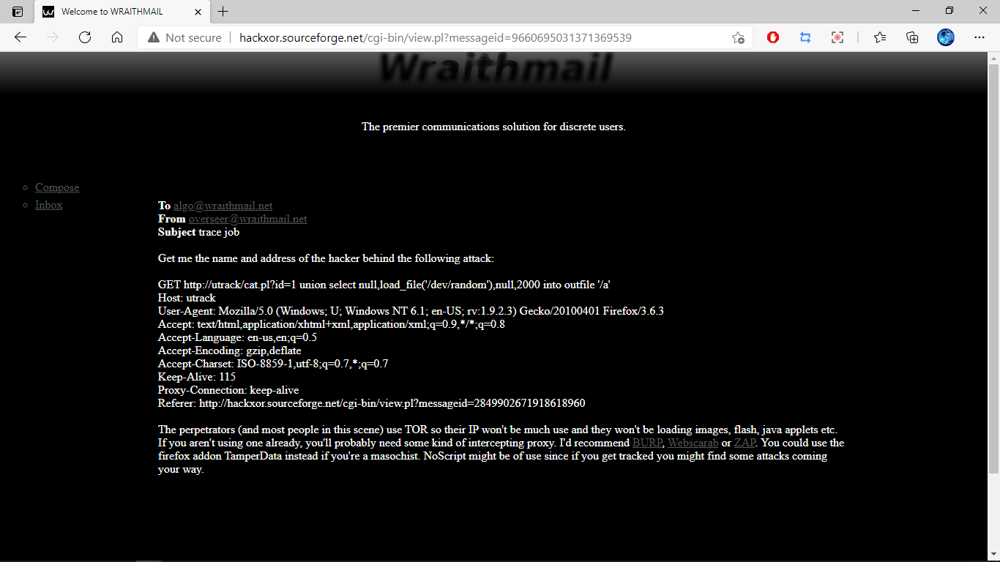 Welcome to WRAITHMAIL
Not secure | hackxor.sourceforge.net/cgi-bin/view.pl?messageid=9660695031371369539
Wraithmail
The premier communications solution for discrete users.
Compose
Inbox
To algo@wraithmail.net
From overseer@wraithmail.net
Subject trace job
Get me the name and address of the hacker behind the following attack:
GET http://utrack/cat.pl?id=1 union select null,load_file('/dev/random'),null,2000 into outfile '/a'
Host: utrack
User-Agent: Mozilla/5.0 (Windows; U; Windows NT 6.1; en-US; rv:1.9.2.3) Gecko/20100401 Firefox/3.6.3
Accept: text/html,application/xhtml+xml,application/xml;q=0.9,*/*;q=0.8
Accept-Language: en-us,en;q=0.5
Accept-Encoding: gzip,deflate
Accept-Charset: ISO-8859-1,utf-8;q=0.7,*;q=0.7
Keep-Alive: 115
Proxy-Connection: keep-alive
Referer: http://hackxor.sourceforge.net/cgi-bin/view.pl?messageid=2849902671918618960
The perpetrators (and most people in this scene) use TOR so their IP won't be much use and they won't be loading images, flash, java applets etc.
If you aren't using one already, you'll probably need some kind of intercepting proxy. I'd recommend BURP, Webscarab or ZAP. You could use the
firefox addon TamperData instead if you're a masochist. NoScript might be of use since if you get tracked you might find some attacks coming
your way.